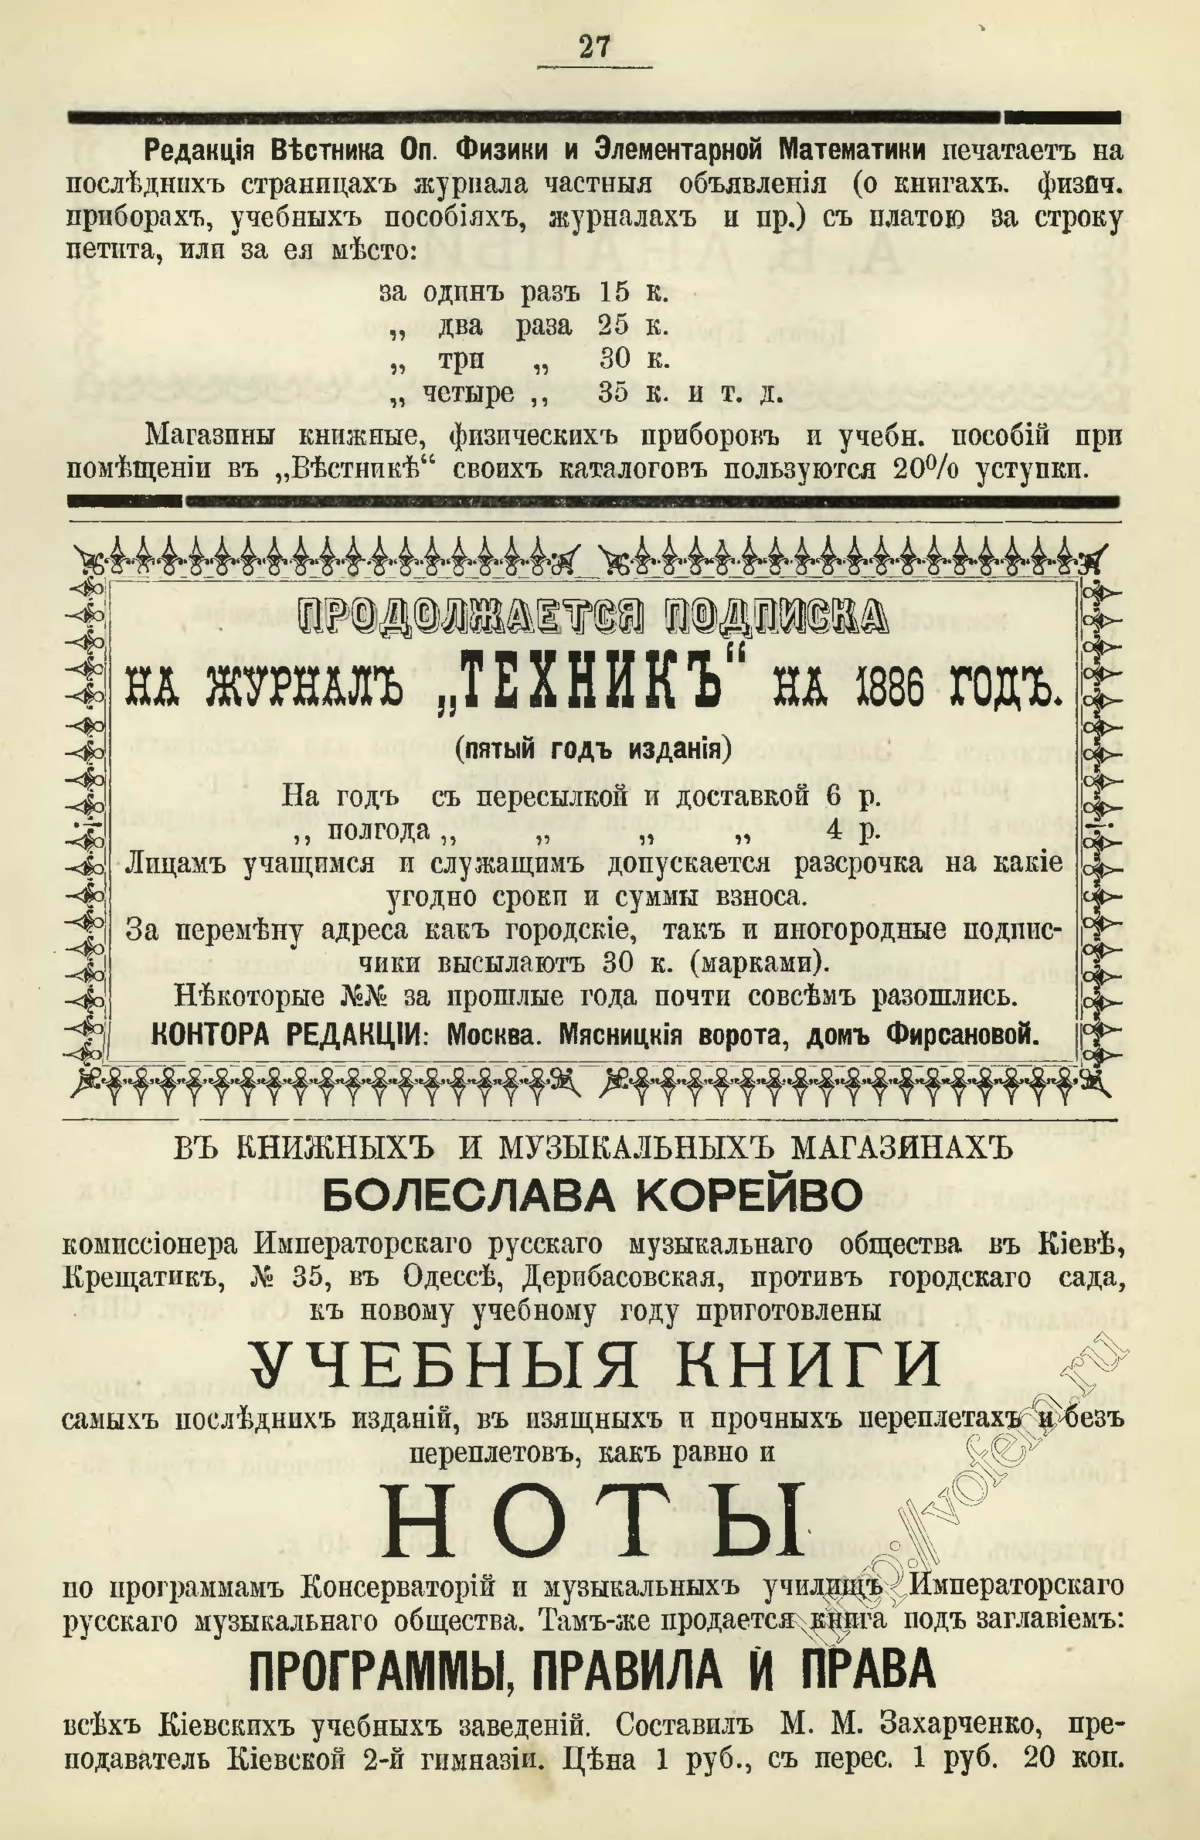 27
Редакція Вѣстника Оп. Физики и Элементарной Математики печатаетъ на
послѣднихъ страницахъ журнала частныя объявленія (о книгахъ. физич.
приборахъ, учебныхъ пособіяхъ, журналахъ и пр.) съ платою за строку
петита, или за ея мѣсто:
за одинъ разъ 15 к.
„ два раза 25 к.
„ три „ 30 к.
„ четыре „ 35 к. и т. д.
Магазины книжные, физическихъ приборовъ и учебн. пособій при
помѣщеніи въ „Вѣстникѣ“ своихъ каталоговъ пользуются 20% уступки.
ПРОДОЛЖАЕТСЯ ПОДПИСКА
НА ЖУРНАЛЪ „ТЕХНИКЪ“ НА 1886 ГОДЪ.
(пятый годъ изданія)
На годъ съ пересылкой и доставкой 6 р.
„ полгода „ „ „ „ 4 р.
Лицамъ учащимся и служащимъ допускается разсрочка на какіе
угодно сроки и суммы взноса.
За перемѣну адреса какъ городскіе, такъ и иногородные подпис-
чики высылаютъ 30 к. (марками).
Нѣкоторые №№ за прошлые года почти совсѣмъ разошлись.
КОНТОРА РЕДАКЦІИ: Москва. Мясницкія ворота, домъ Фирсановой.
ВЪ КНИЖНЫХЪ И МУЗЫКАЛЬНЫХЪ МАГАЗИНАХЪ
БОЛЕСЛАВА КОРЕЙВО
комиссіонера Императорскаго русскаго музыкальнаго общества въ Кіевѣ,
Крещатикъ, № 35, въ Одессѣ, Дерибасовская, противъ городскаго сада,
къ новому учебному году приготовлены
УЧЕБНЫЯ КНИГИ
самыхъ послѣднихъ изданій, въ изящныхъ и прочныхъ переплетахъ и безъ
переплетовъ, какъ равно и
НОТЫ
по программамъ Консерваторій и музыкальныхъ училищъ Императорскаго
русскаго музыкальнаго общества. Тамъ-же продается книга подъ заглавіемъ:
ПРОГРАММЫ, ПРАВИЛА И ПРАВА
всѣхъ Кіевскихъ учебныхъ заведеній. Составилъ М. М. Захарченко, пре-
подаватель Кіевской 2-й гимназіи. Цѣна 1 руб., съ перес. 1 руб. 20 коп.
http://vofem.ru